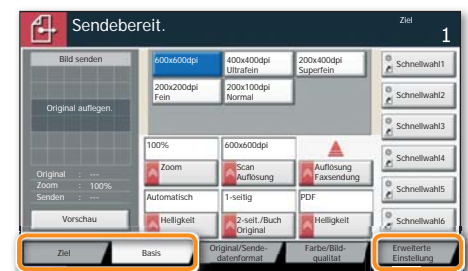 Sendebereit.
Ziel
1
Bild senden
Original auflegen.
Original : ---
Zoom : 100%
Senden : ---
Vorschau
600x600dpi
400x400dpi
Ultrafein
200x400dpi
Superfein
200x200dpi
Fein
200x100dpi
Normal
100%
Zoom
600x600dpi
Scan
Auflösung
Auflösung
Faxsendung
Automatisch
Helligkeit
1-seitig
2-seit./Buch
Original
PDF
Helligkeit
Schnellwahl1
Schnellwahl2
Schnellwahl3
Schnellwahl4
Schnellwahl5
Schnellwahl6
Ziel
Basis
Original/Sende-
datenformat
Farbe/Bild-
qualitat
Erweiterte
Einstellung